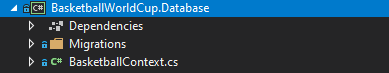 C# BasketballWorldCup.Database
Dependencies
Migrations
C# BasketballContext.cs